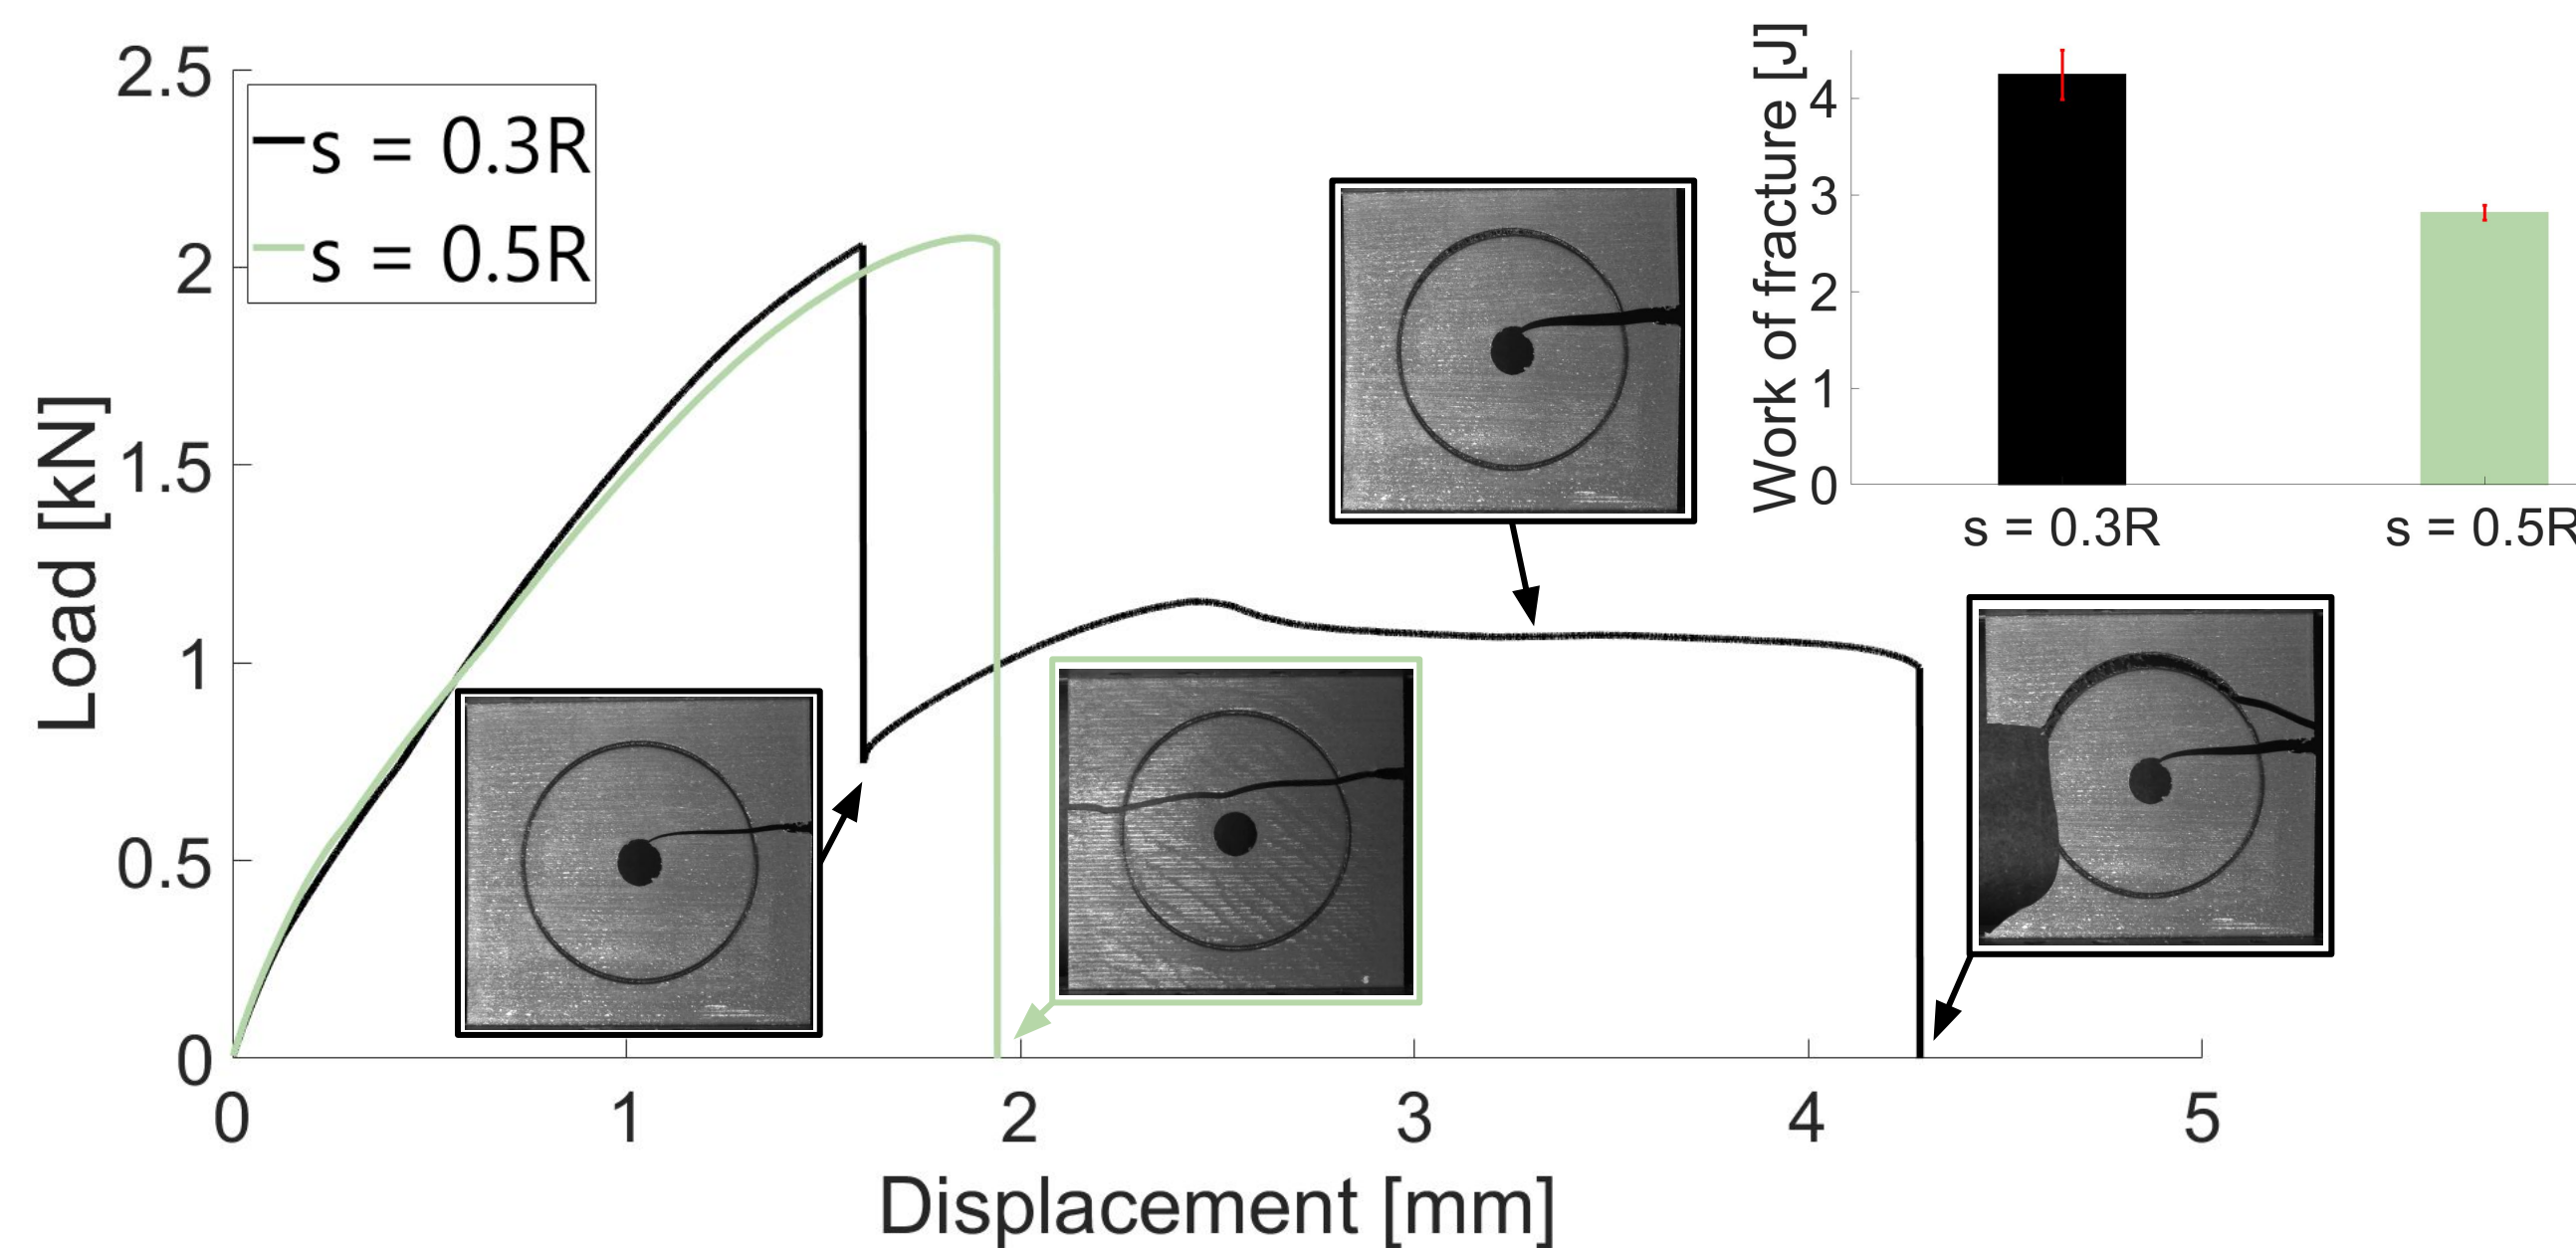 2.5
2
1.5
1
0.5
0
Load [kN]
s = 0.3R
s = 0.5R
0
1
2
3
4
5
Displacement [mm]
Work of fracture [J]
4
3
2
1
0
s = 0.3R
s = 0.5R